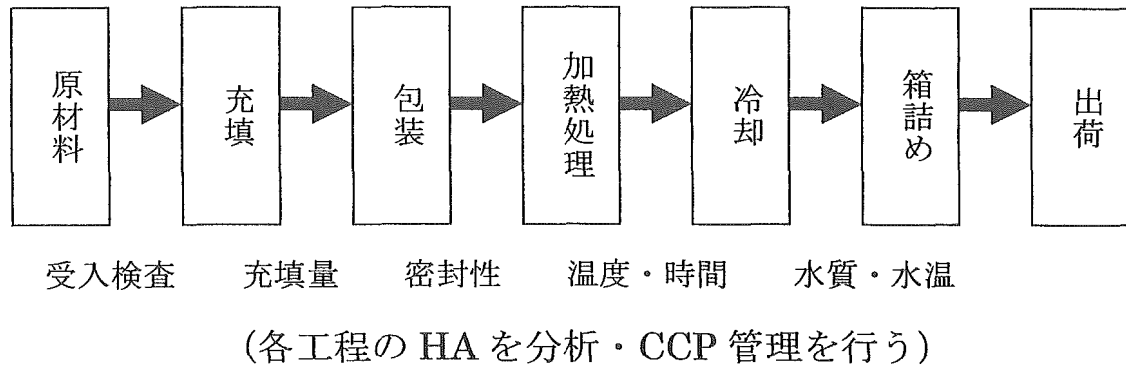 原材料 充填 包装 加熱処理 冷却 箱詰め 出荷
受入検査 充填量 密封性 温度・時間 水質・水温
(各工程の HA を分析・CCP 管理を行う)